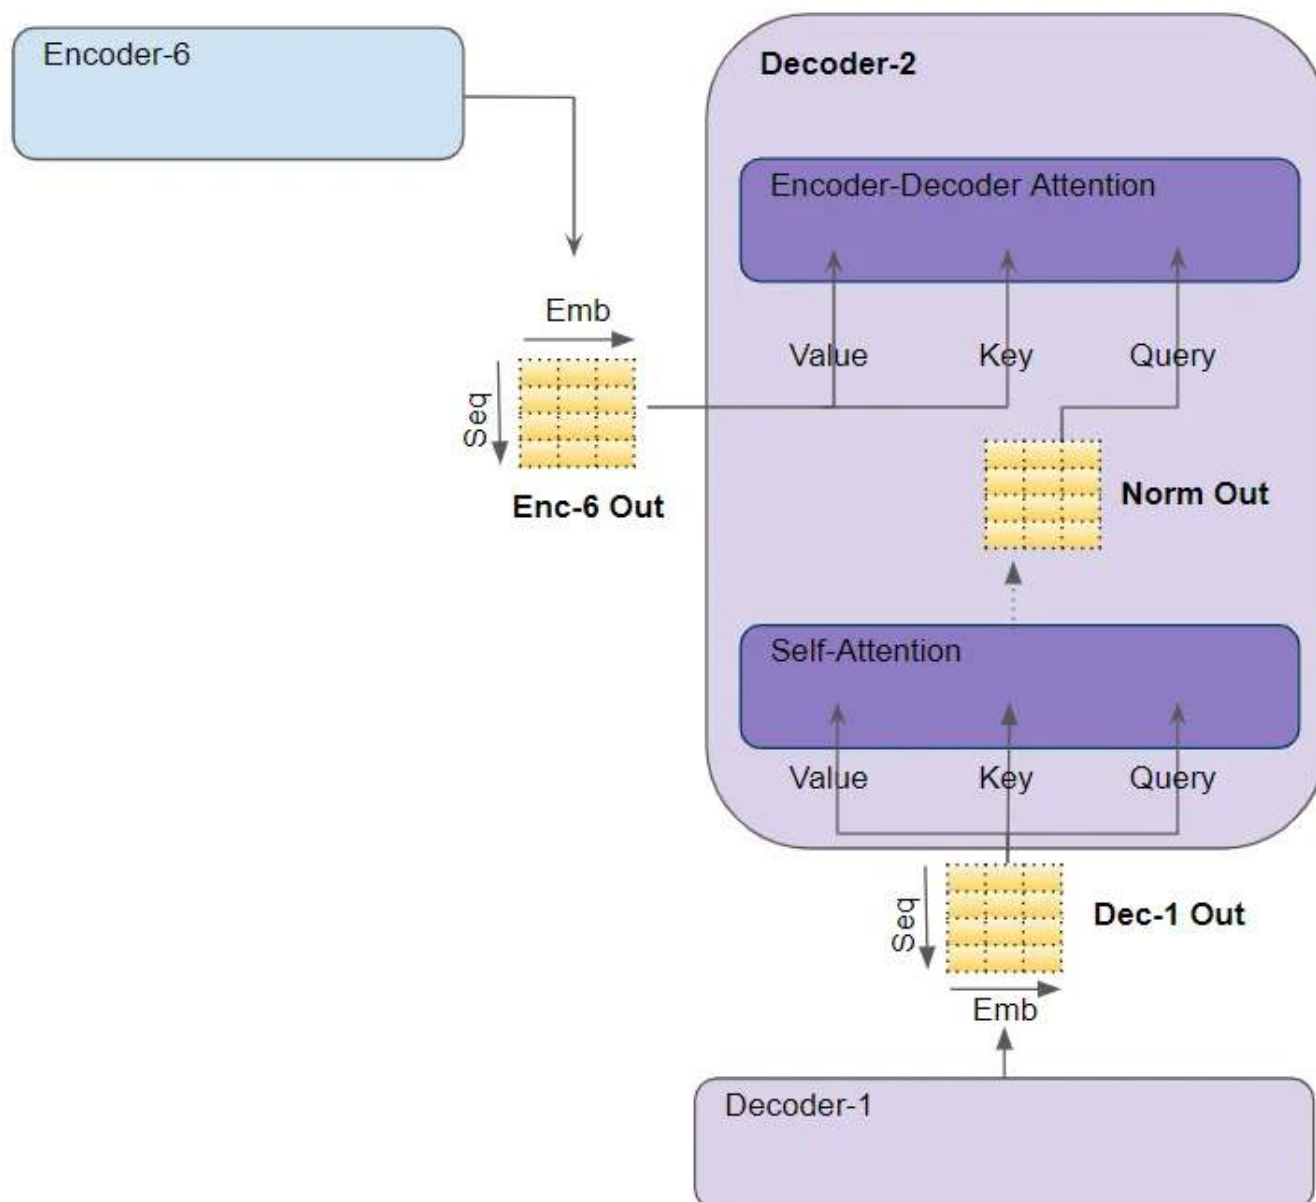 Encoder-6
Decoder-2
Encoder-Decoder Attention
Emb
Value
Key
Query
Seq
Enc-6 Out
Norm Out
Self-Attention
Value
Key
Query
Seq
Dec-1 Out
Emb
Decoder-1